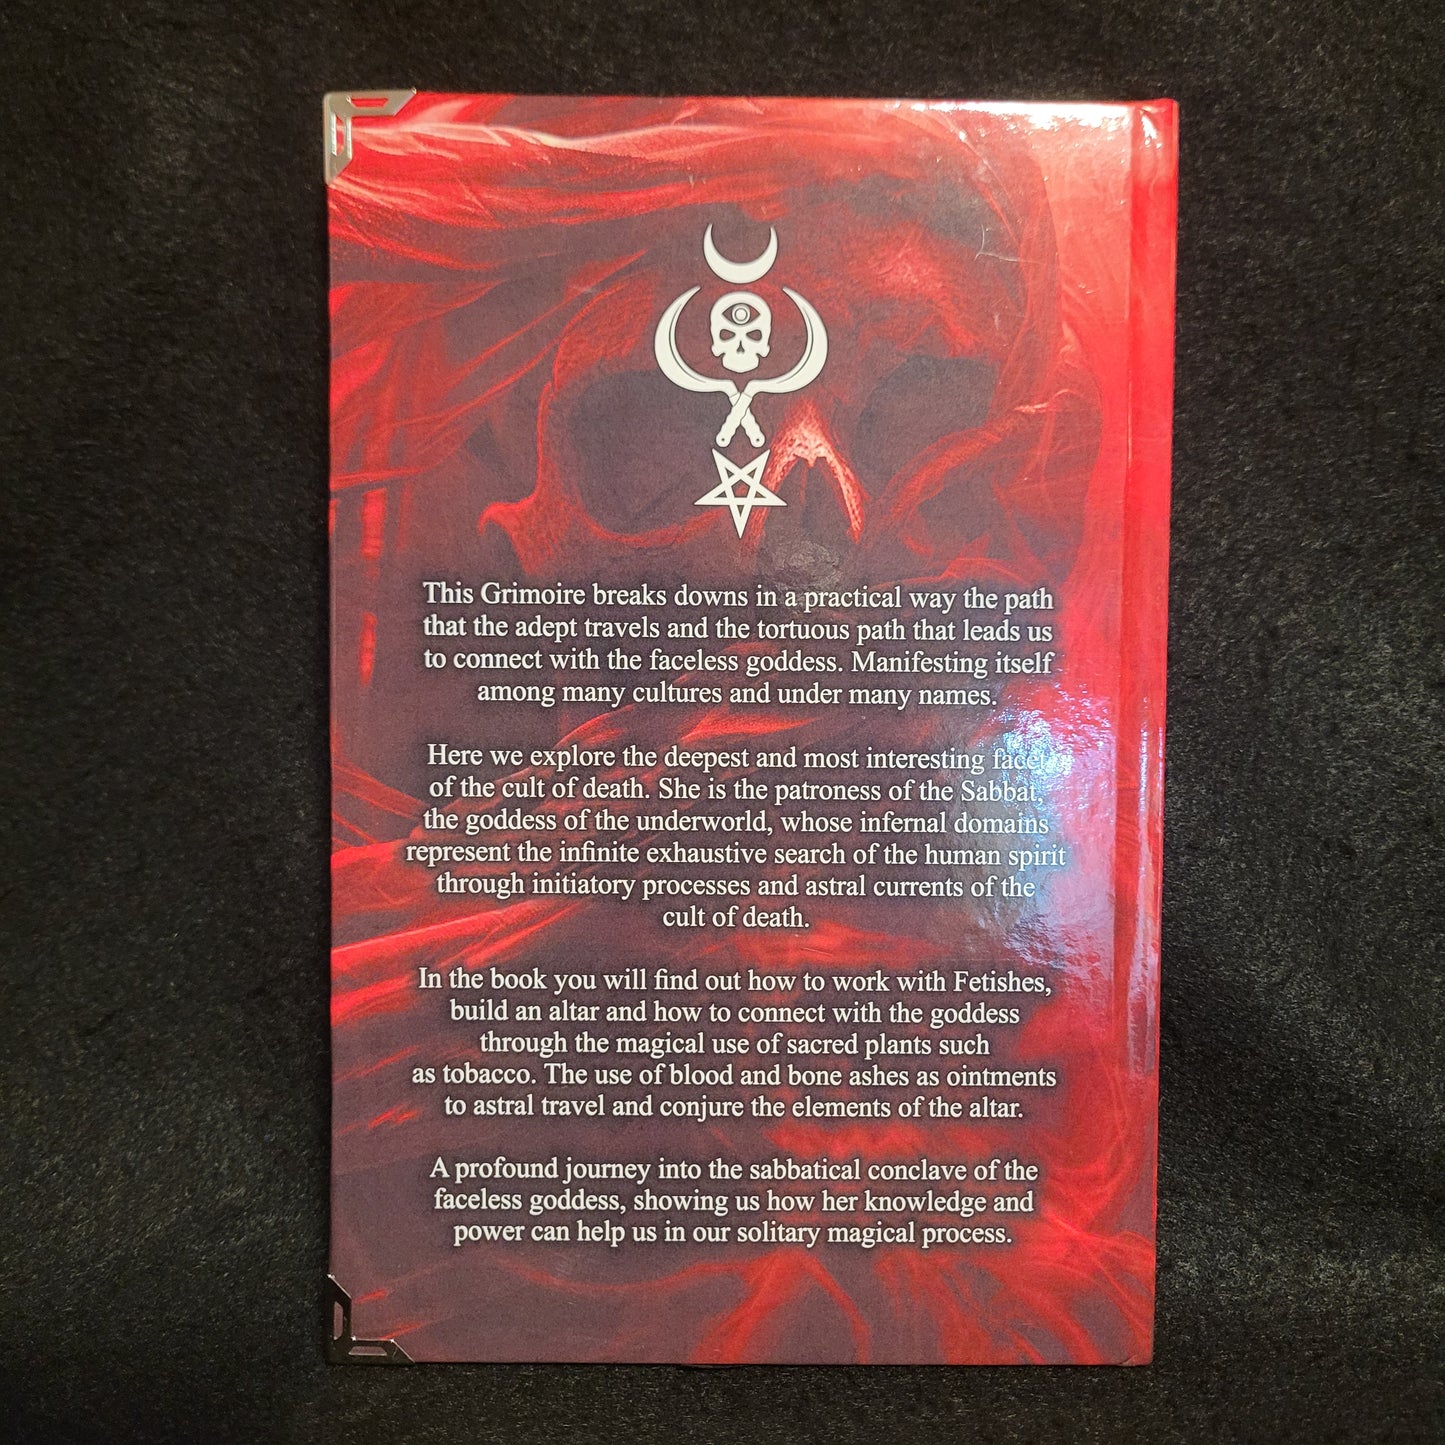 This Grimoire breaks downs in a practical way the path
that the adept travels and the tortuous path that leads us
to connect with the faceless goddess. Manifesting itself
among many cultures and under many names.
Here we explore the deepest and most interesting facet
of the cult of death. She is the patroness of the Sabbat,
the goddess of the underworld, whose infernal domains
represent the infinite exhaustive search of the human spirit
through initiatory processes and astral currents of the
cult of death.
In the book you will find out how to work with Fetishes,
build an altar and how to connect with the goddess
through the magical use of sacred plants such
as tobacco. The use of blood and bone ashes as ointments
to astral travel and conjure the elements of the altar.
A profound journey into the sabbatical conclave of the
faceless goddess, showing us how her knowledge and
power can help us in our solitary magical process.